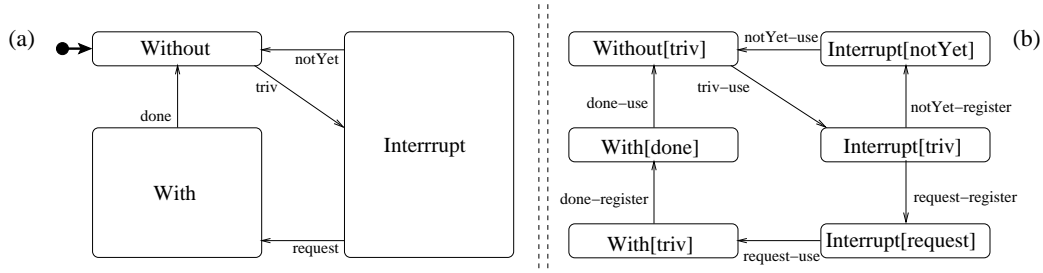 (a)
Without
notYet
triv
done
Interrrupt
With
request
(b)
Without[triv]
notYet−use
Interrupt[notYet]
triv−use
done−use
notYet−register
With[done]
Interrupt[triv]
done−register
request−register
With[triv]
request−use
Interrupt[request]